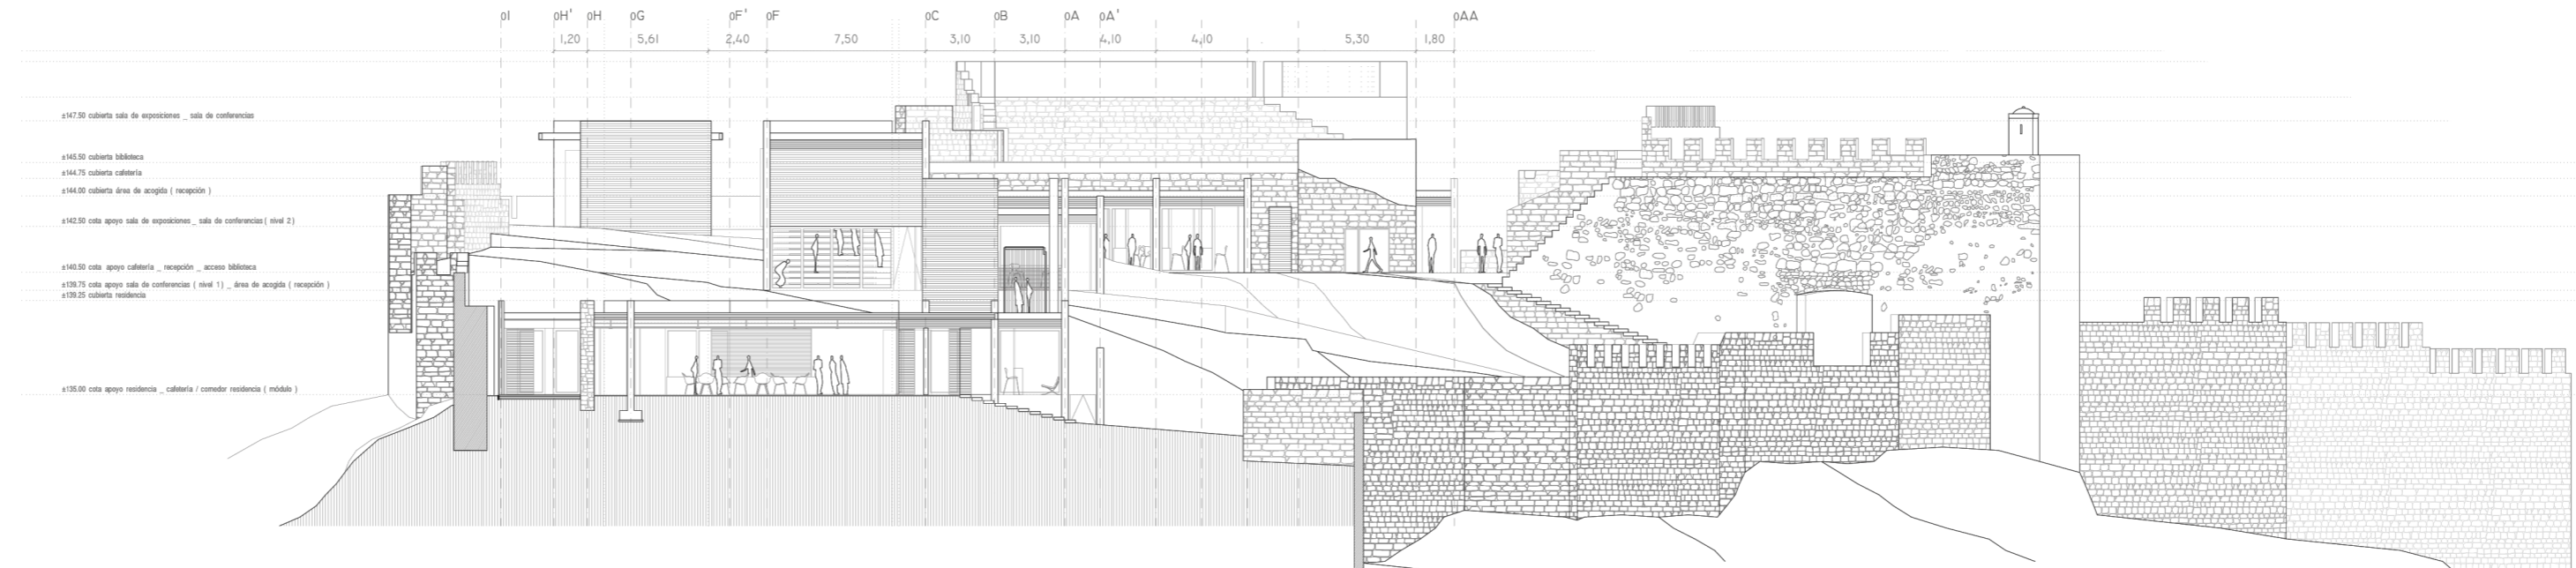 0I 0H' 0H 0G 0F' 0F 0C 0B 0A 0A' 0AA
1,20 5,61 2,40 7,50 3,10 3,10 4,10 4,10 5,30 1,80
±147.50 cubierta sala de exposiciones _ sala de conferencias
±145.50 cubierta biblioteca
±144.75 cubierta cafetería
±144.00 cubierta área de acogida ( recepción )
±142.50 cota apoyo sala de exposiciones _ sala de conferencias ( nivel 2 )
±140.50 cota apoyo cafetería _ recepción _ acceso biblioteca
±139.75 cota apoyo sala de conferencias ( nivel 1 ) _ área de acogida ( recepción )
±139.25 cubierta residencia
±135.00 cota apoyo residencia _ cafetería / comedor residencia ( módulo )